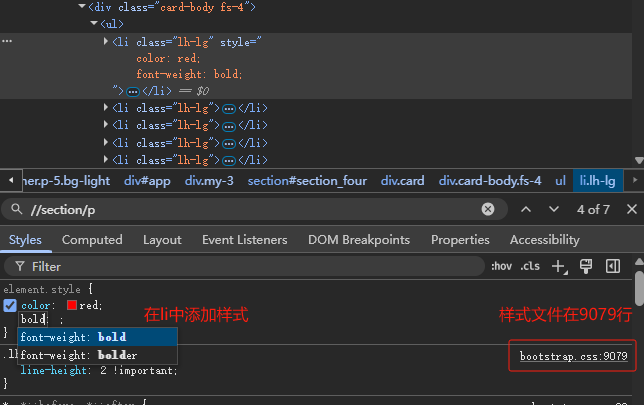 <div class="card-body fs-4">
<ul>
<li class="lh-lg" style="
color: red;
font-weight: bold;
">…</li> == $0
<li class="lh-lg">…</li>
<li class="lh-lg">…</li>
<li class="lh-lg">…</li>
<li class="lh-lg">…</li>
ner.p-5.bg-light div#app div.my-3 section#section_four div.card div.card-body.fs-4 ul li.lh-lg
//section/p 4 of 7
Styles Computed Layout Event Listeners DOM Breakpoints Properties Accessibility
Filter :hov .cls
element.style {
color: red;
bold: ;
在li中添加样式
样式文件在9079行
}
font-weight: bold
font-weight: bolder
bootstrap.css:9079
line-height: 2 !important;
}